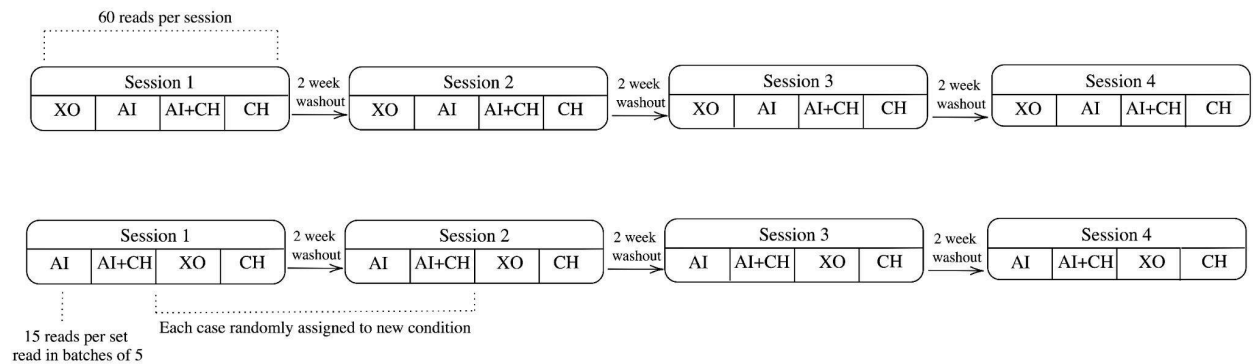 60 reads per session
Session 1
XO AI AI+CH CH
2 week
washout
Session 2
XO AI AI+CH CH
2 week
washout
Session 3
XO AI AI+CH CH
2 week
washout
Session 4
XO AI AI+CH CH
Session 1
AI AI+CH XO CH
2 week
washout
Session 2
AI AI+CH XO CH
2 week
washout
Session 3
AI AI+CH XO CH
2 week
washout
Session 4
AI AI+CH XO CH
15 reads per set
read in batches of 5
Each case randomly assigned to new condition